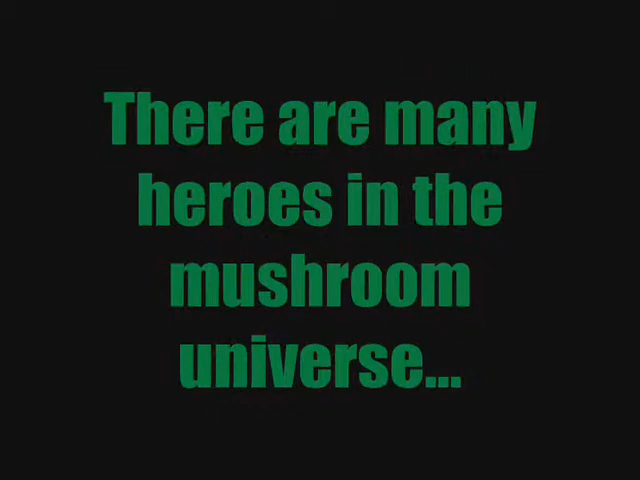 There are many
heroes in the
mushroom
universe...